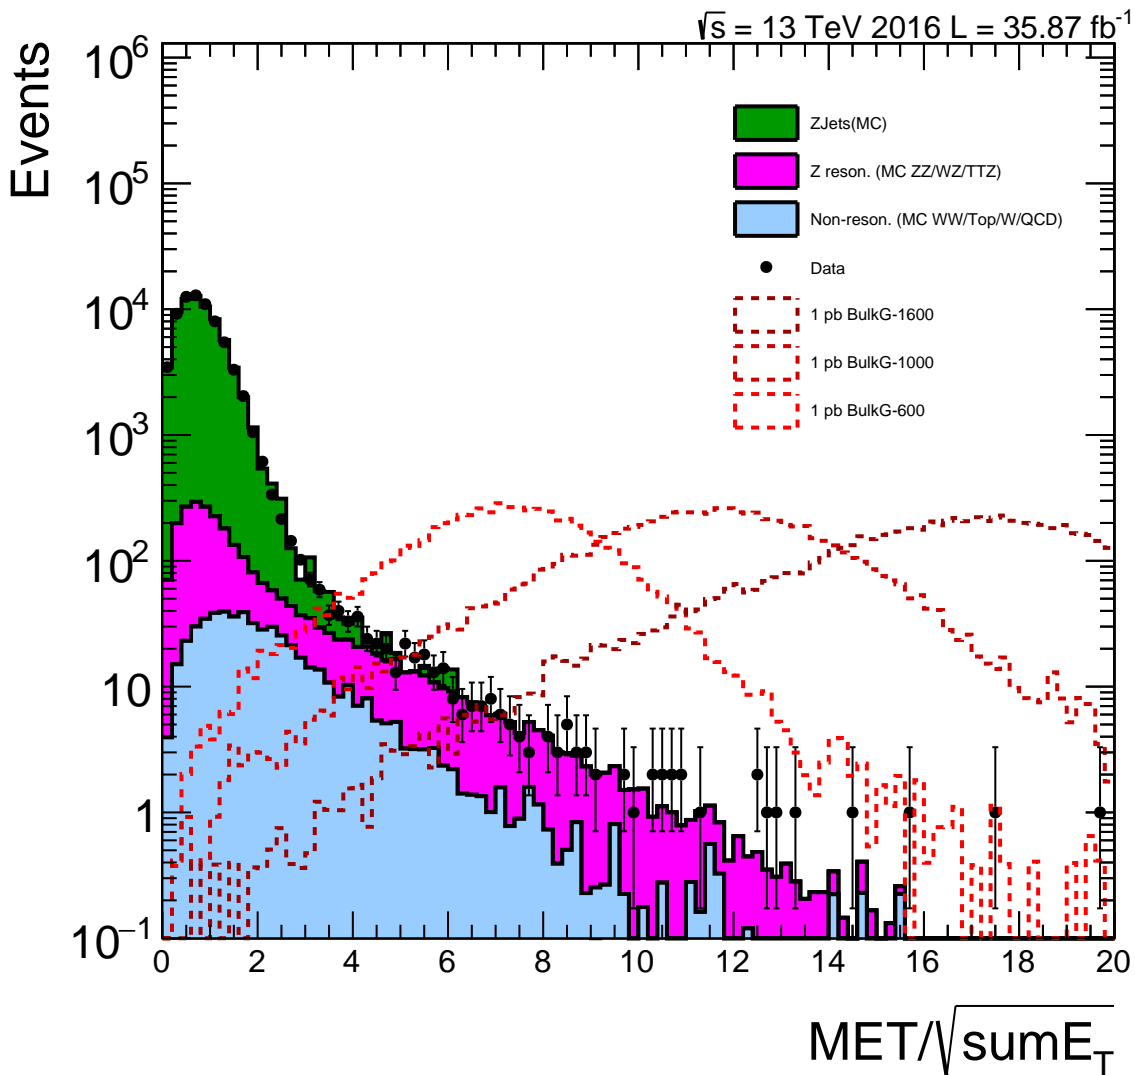 √s = 13 TeV 2016 L = 35.87 fb⁻¹
Events
10⁶
10⁵
10⁴
10³
10²
10
1
10⁻¹
ZJets(MC)
Z reson. (MC ZZ/WZ/TTZ)
Non-reson. (MC WW/Top/W/QCD)
Data
1 pb BulkG-1600
1 pb BulkG-1000
1 pb BulkG-600
0 2 4 6 8 10 12 14 16 18 20
MET/√sumE_T